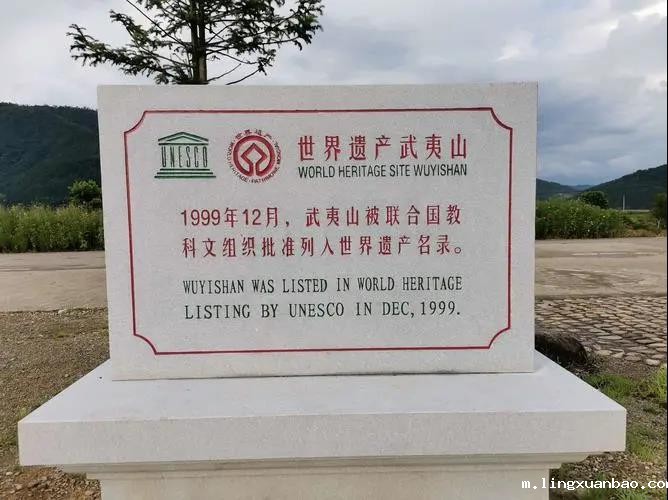 UNESCO
世界遗产武夷山
WORLD HERITAGE SITE WUYISHAN
1999年12月，武夷山被联合国教
科文组织批准列入世界遗产名录。
WUYISHAN WAS LISTED IN WORLD HERITAGE
LISTING BY UNESCO IN DEC, 1999.
m.lingxuanbao.com